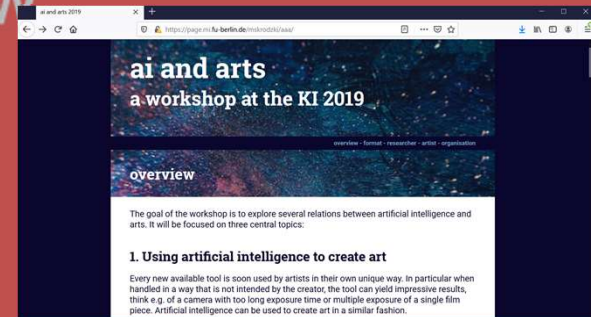 ai and arts 2019
https://page.mi.fu-berlin.de/mskrodzki/aaa/
ai and arts
a workshop at the KI 2019
overview - format - researcher - artist - organisation
overview
The goal of the workshop is to explore several relations between artificial intelligence and
arts. It will be focused on three central topics:
1. Using artificial intelligence to create art
Every new available tool is soon used by artists in their own unique way. In particular when
handled in a way that is not intended by the creator, the tool can yield impressive results,
think e.g. of a camera with too long exposure time or multiple exposure of a single film
piece. Artificial intelligence can be used to create art in a similar fashion.